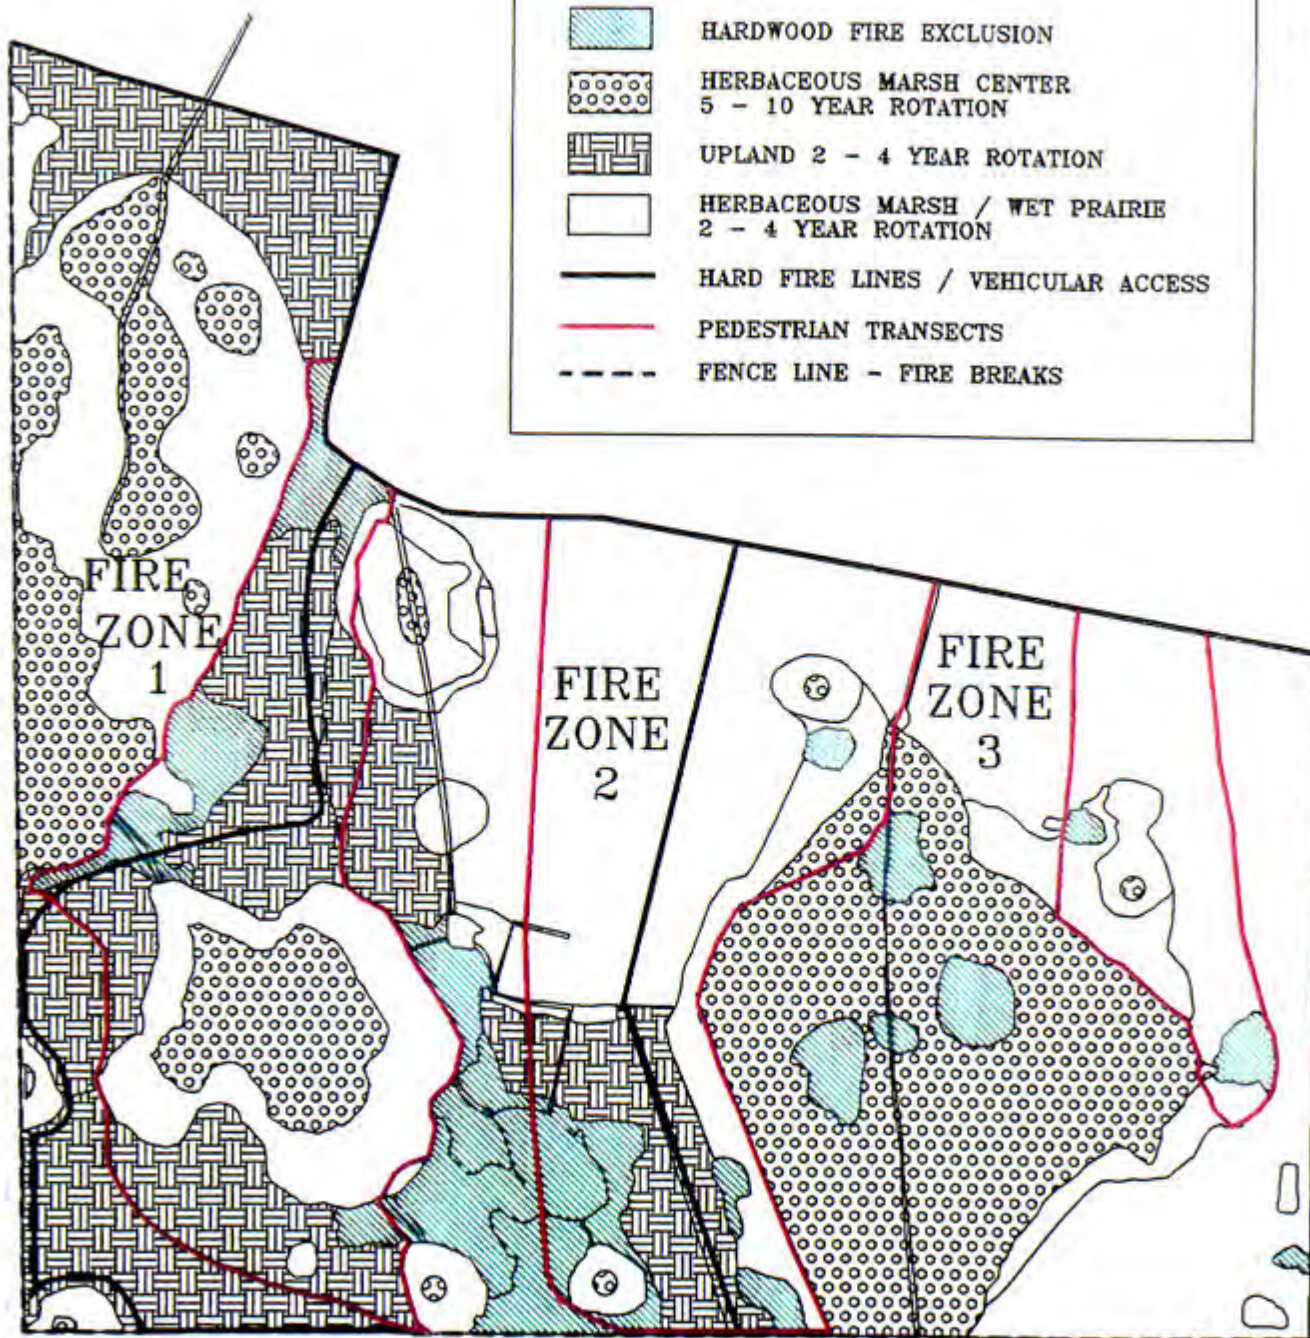 HARDWOOD FIRE EXCLUSION
HERBACEOUS MARSH CENTER
5 - 10 YEAR ROTATION
UPLAND 2 - 4 YEAR ROTATION
HERBACEOUS MARSH / WET PRAIRIE
2 - 4 YEAR ROTATION
HARD FIRE LINES / VEHICULAR ACCESS
PEDESTRIAN TRANSECTS
FENCE LINE - FIRE BREAKS
FIRE
ZONE
1
FIRE
ZONE
2
FIRE
ZONE
3